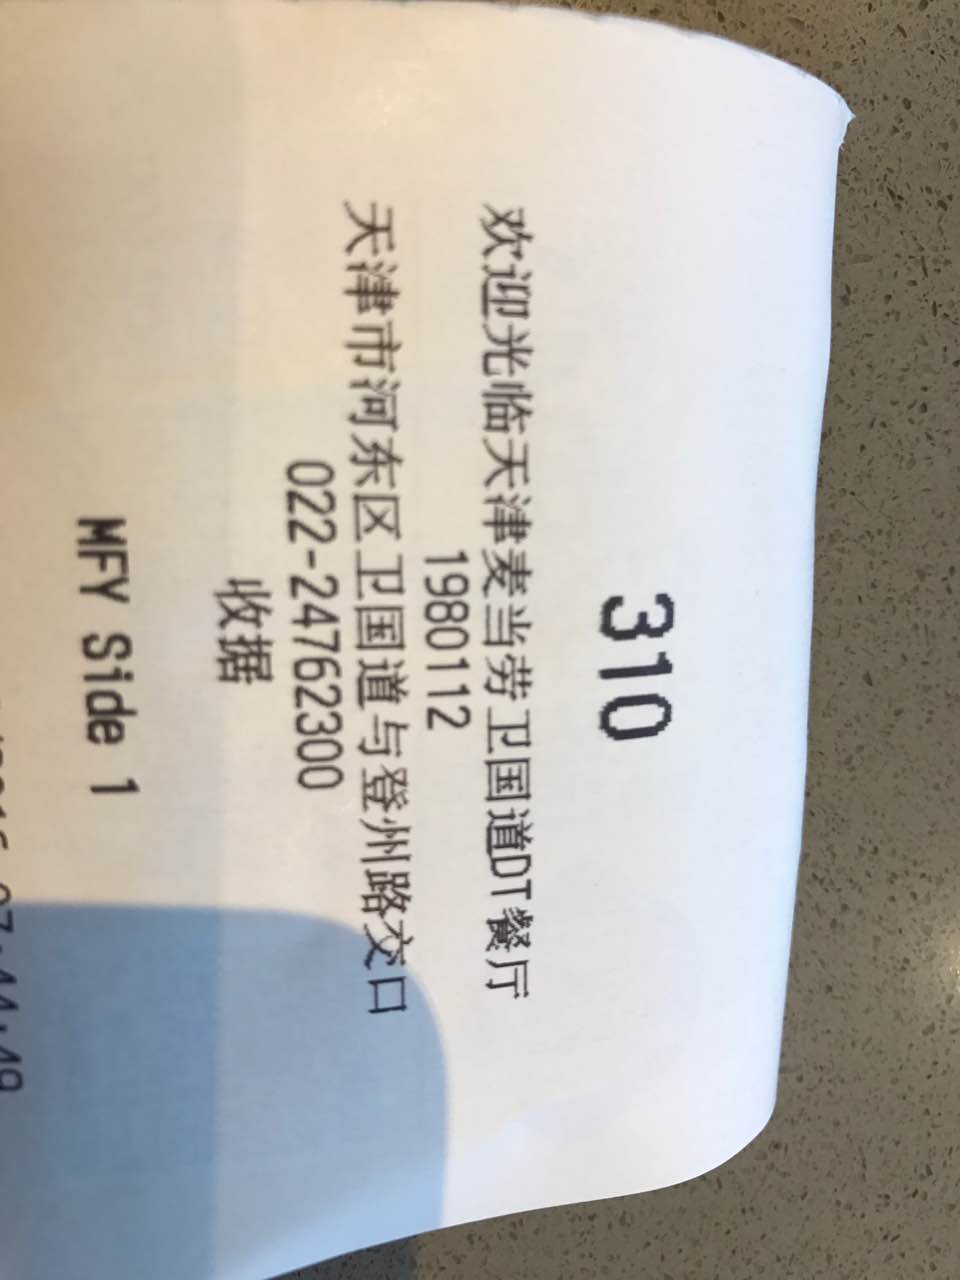 310
欢迎光临天津麦当劳卫国道DT餐厅
1980112
天津市河东区卫国道与登州路交口
022-24762300
收据
MFY Side 1